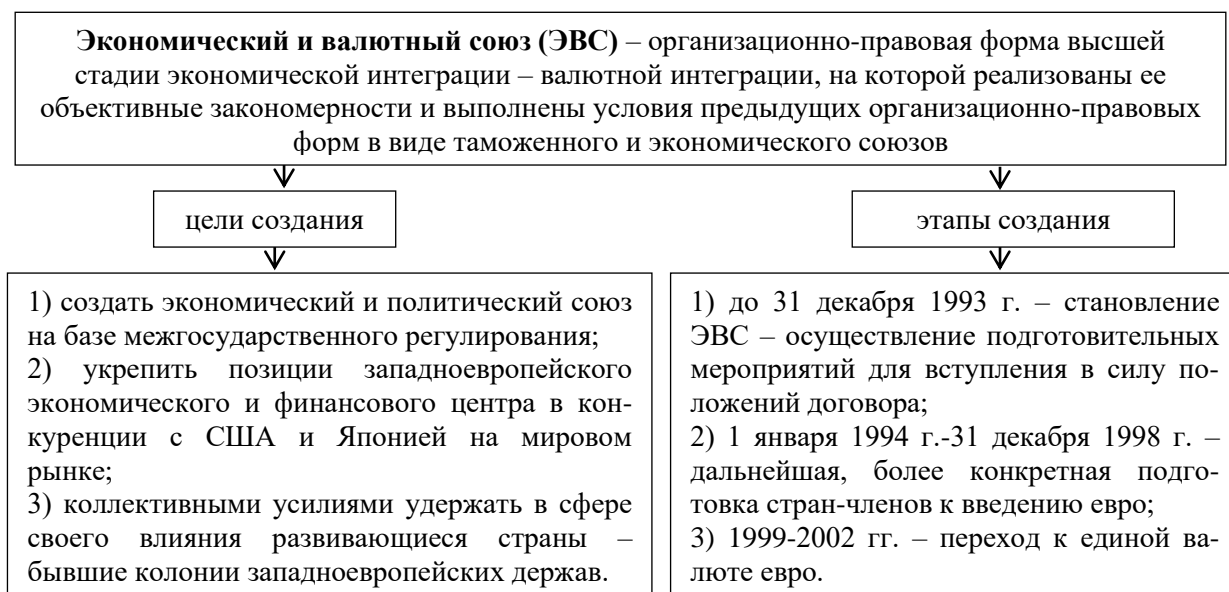 Экономический и валютный союз (ЭВС) – организационно-правовая форма высшей
стадии экономической интеграции – валютной интеграции, на которой реализованы ее
объективные закономерности и выполнены условия предыдущих организационно-правовых
форм в виде таможенного и экономического союзов
цели создания
этапы создания
1) создать экономический и политический союз
на базе межгосударственного регулирования;
2) укрепить позиции западноевропейского
экономического и финансового центра в кон-
куренции с США и Японией на мировом
рынке;
3) коллективными усилиями удержать в сфере
своего влияния развивающиеся страны –
бывшие колонии западноевропейских держав.
1) до 31 декабря 1993 г. – становление
ЭВС – осуществление подготовительных
мероприятий для вступления в силу по-
ложений договора;
2) 1 января 1994 г.-31 декабря 1998 г. –
дальнейшая, более конкретная подго-
товка стран-членов к введению евро;
3) 1999-2002 гг. – переход к единой ва-
люте евро.